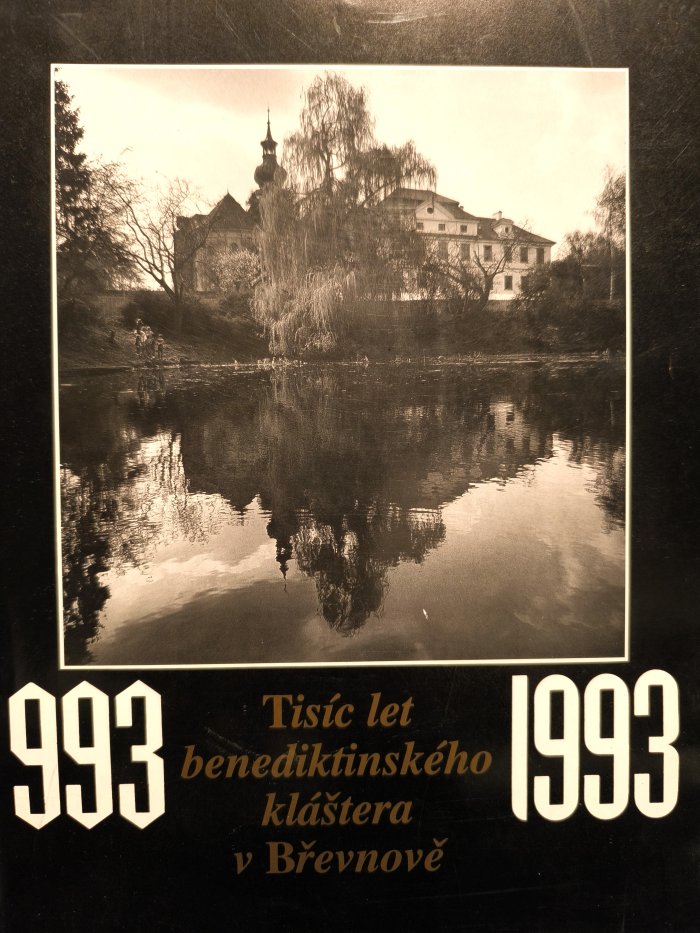 993
Tisíc let
benediktinského
kláštera
v Břevnově
1993